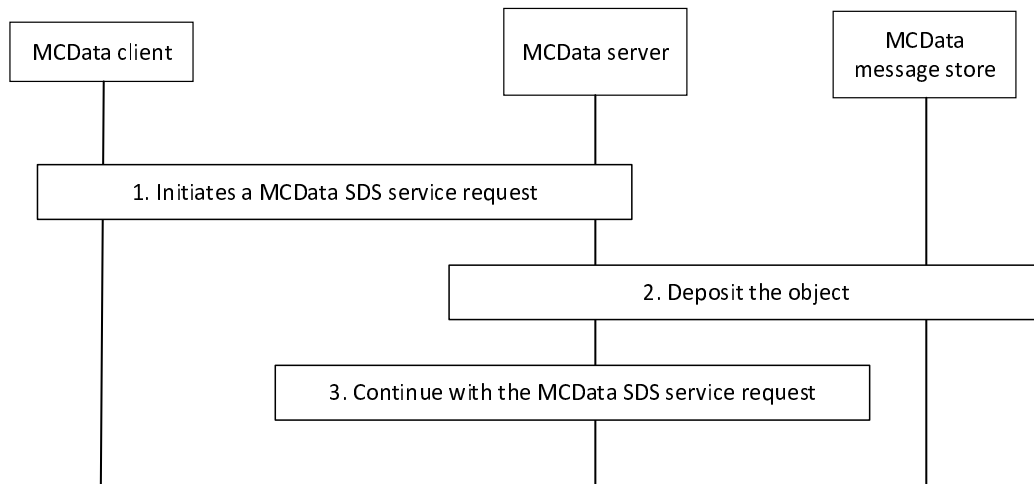 MCData client
MCData server
MCData
message store
1. Initiates a MCData SDS service request
2. Deposit the object
3. Continue with the MCData SDS service request